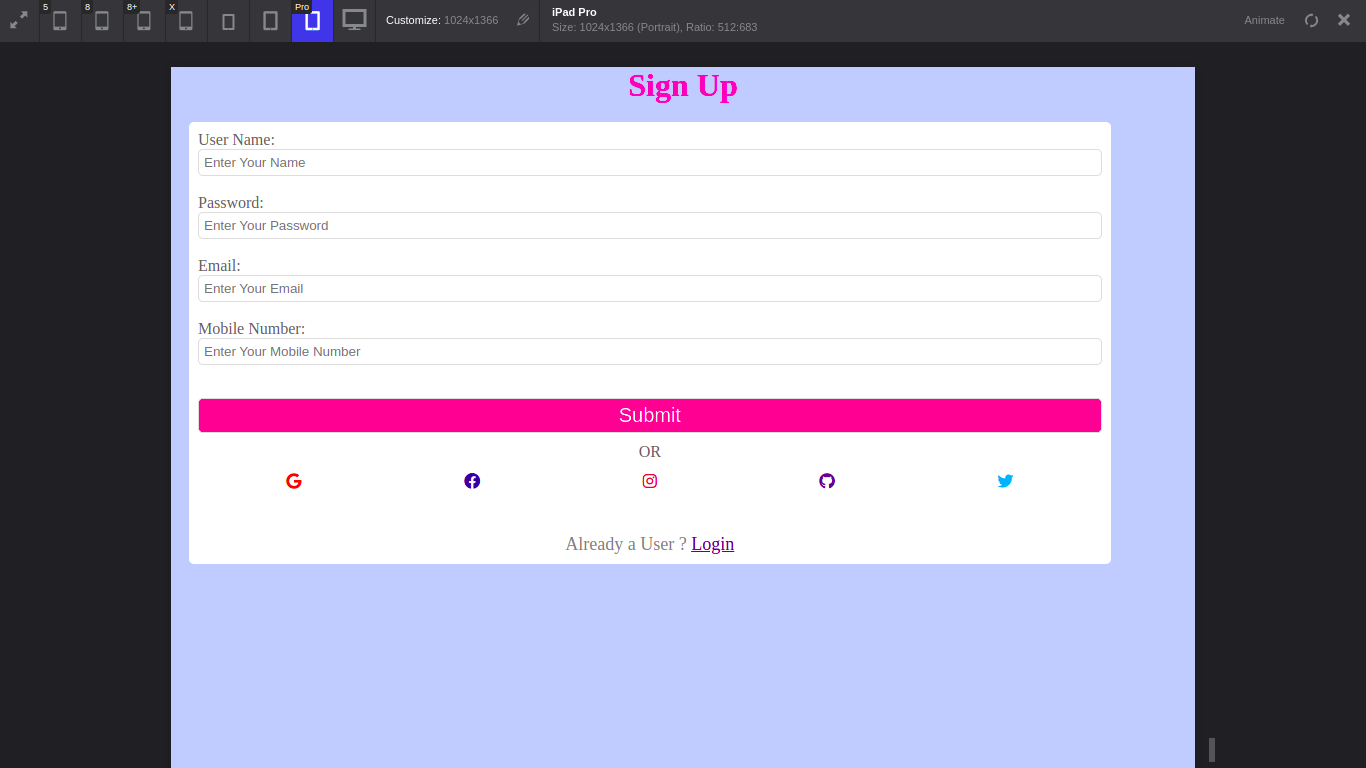 5 8 8+ X Pro Customize: 1024x1366 iPad Pro Animate
Size: 1024x1366 (Portrait), Ratio: 512:683
Sign Up
User Name:
Enter Your Name
Password:
Enter Your Password
Email:
Enter Your Email
Mobile Number:
Enter Your Mobile Number
Submit
OR
Already a User ? Login